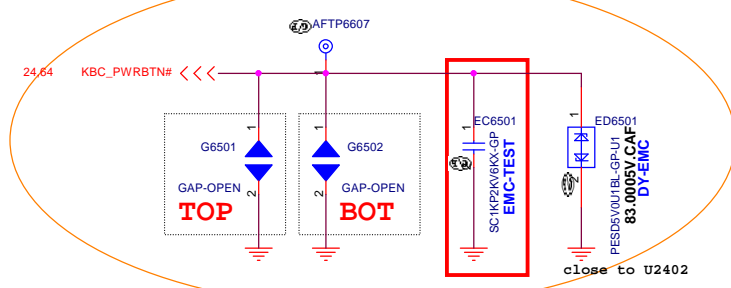 AFTP6607
1
24,64 KBC_PWRBTN#
1
G6501
GAP-OPEN
2
TOP
1
G6502
GAP-OPEN
2
BOT
1
EC6501
2
SC1KP2KV6KX-GP
EMC-TEST
1
ED6501
2
PESD5V0U1BL-GP-U1
83.0005V.CAF
DY-EMC
close to U2402